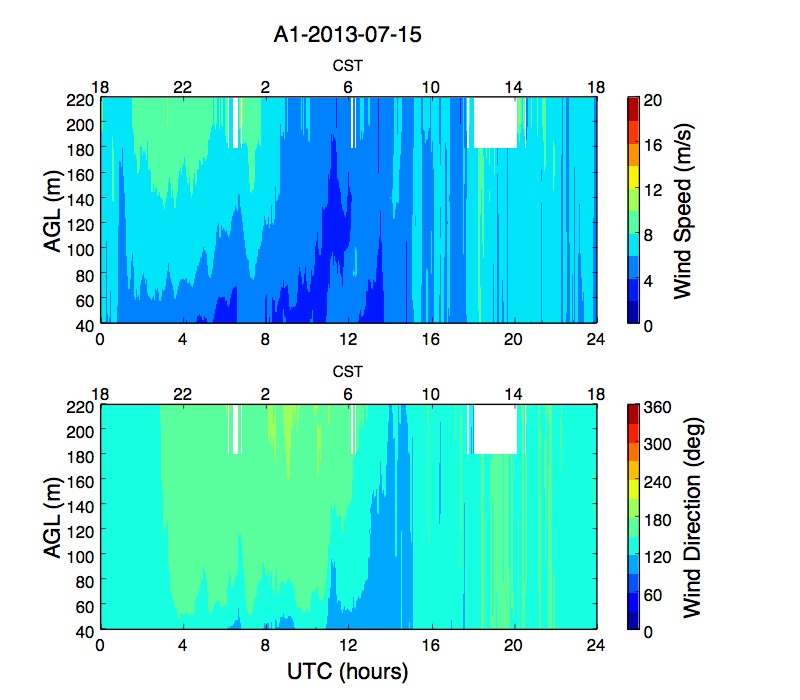 A1-2013-07-15
CST
18 22 2 6 10 14 18
220
200
180
160
140
120
100
80
60
40
AGL (m)
0 4 8 12 16 20 24
20
16
12
8
4
0
Wind Speed (m/s)
CST
18 22 2 6 10 14 18
220
200
180
160
140
120
100
80
60
40
AGL (m)
0 4 8 12 16 20 24
UTC (hours)
360
300
240
180
120
60
0
Wind Direction (deg)